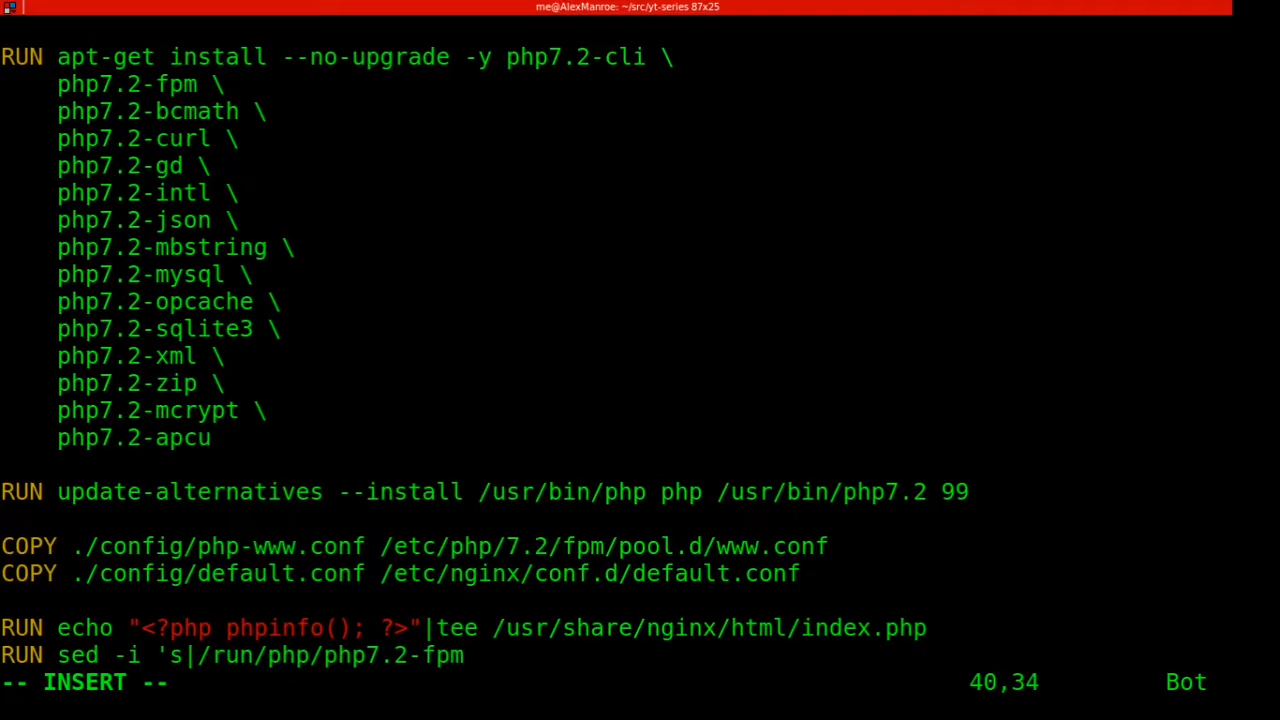 me@AlexManroe: ~/src/yt-series 87x25
RUN apt-get install --no-upgrade -y php7.2-cli \
    php7.2-fpm \
    php7.2-bcmath \
    php7.2-curl \
    php7.2-gd \
    php7.2-intl \
    php7.2-json \
    php7.2-mbstring \
    php7.2-mysql \
    php7.2-opcache \
    php7.2-sqlite3 \
    php7.2-xml \
    php7.2-zip \
    php7.2-mcrypt \
    php7.2-apcu
RUN update-alternatives --install /usr/bin/php php /usr/bin/php7.2 99
COPY ./config/php-www.conf /etc/php/7.2/fpm/pool.d/www.conf
COPY ./config/default.conf /etc/nginx/conf.d/default.conf
RUN echo "<?php phpinfo(); ?>"|tee /usr/share/nginx/html/index.php
RUN sed -i 's|/run/php/php7.2-fpm
-- INSERT -- 40,34 Bot